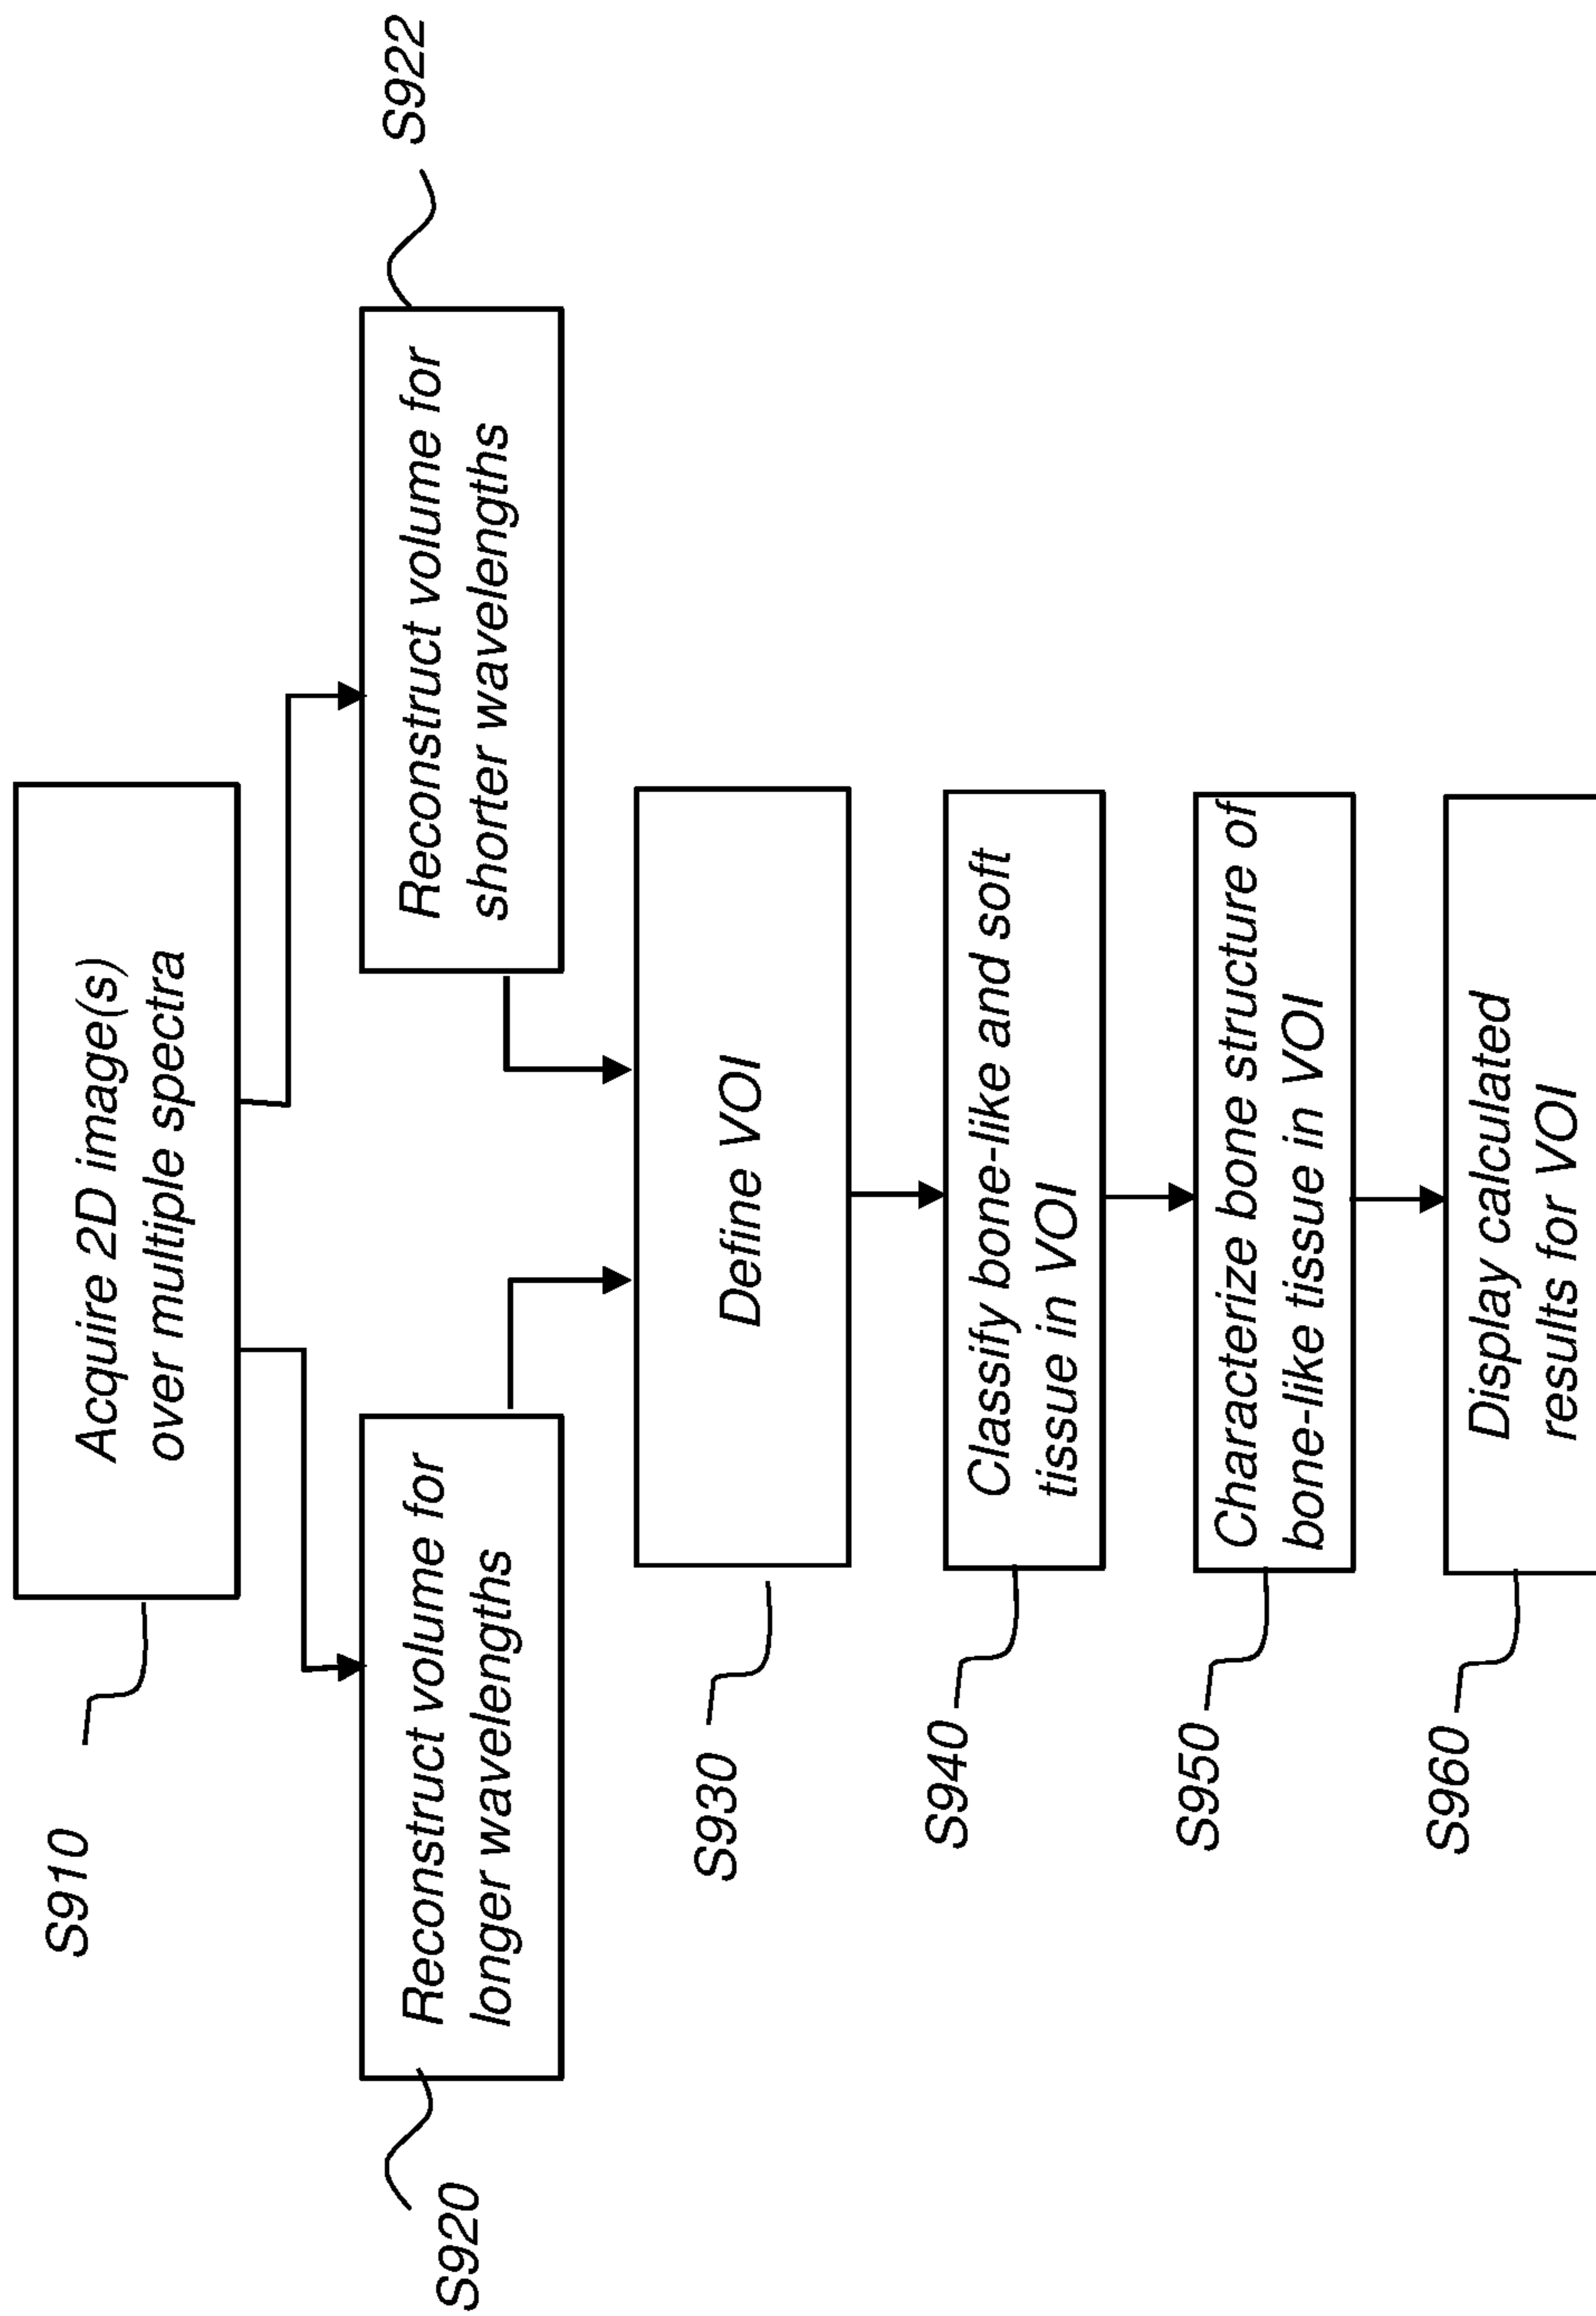 S910
Acquire 2D image(s)
over multiple spectra
S920
Reconstruct volume for
longer wavelengths
Reconstruct volume for
shorter wavelengths
S922
S930
Define VOI
S940
Classify bone-like and soft
tissue in VOI
S950
Characterize bone structure of
bone-like tissue in VOI
S960
Display calculated
results for VOI